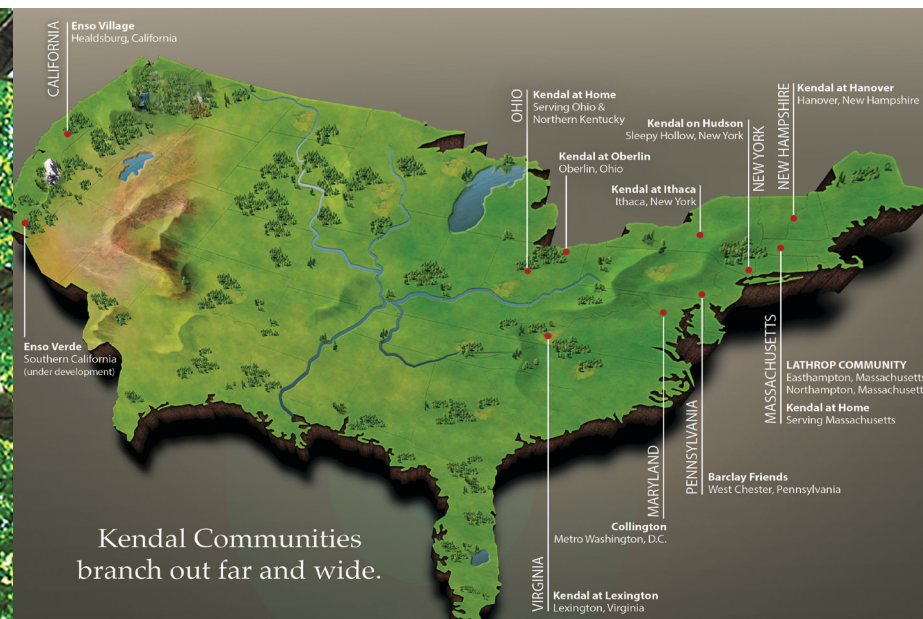 CALIFORNIA
Enso Village
Healdsburg, California
OHIO
Kendal at Home
Serving Ohio &
Northern Kentucky
Kendal at Oberlin
Oberlin, Ohio
Kendal on Hudson
Sleepy Hollow, New York
Kendal at Ithaca
Ithaca, New York
NEW YORK
NEW HAMPSHIRE
Kendal at Hanover
Hanover, New Hampshire
Enso Verde
Southern California
(under development)
MASSACHUSETTS
LATHROP COMMUNITY
Easthampton, Massachusetts
Northampton, Massachusett
Kendal at Home
Serving Massachusetts
PENNSYLVANIA
Barclay Friends
West Chester, Pennsylvania
MARYLAND
Collington
Metro Washington, D.C.
VIRGINIA
Kendal at Lexington
Lexington, Virginia
Kendal Communities
branch out far and wide.